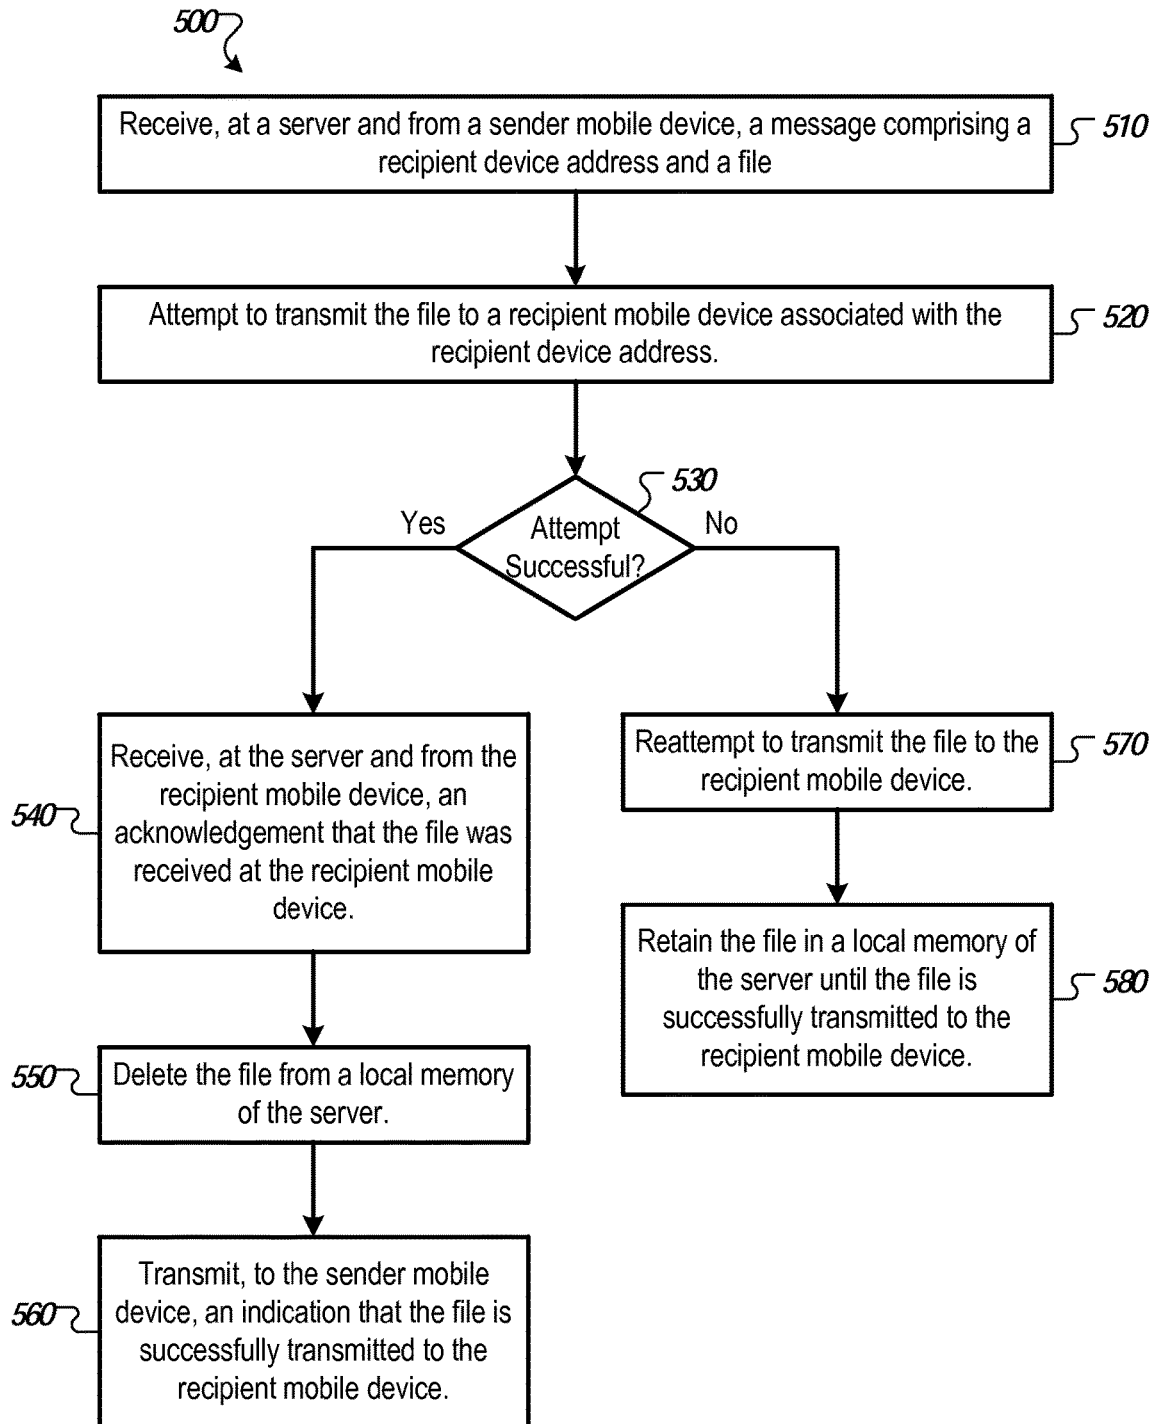 500
Receive, at a server and from a sender mobile device, a message comprising a
recipient device address and a file
510
Attempt to transmit the file to a recipient mobile device associated with the
recipient device address.
520
530
Yes
Attempt
Successful?
No
Receive, at the server and from the
recipient mobile device, an
acknowledgement that the file was
received at the recipient mobile
device.
540
Reattempt to transmit the file to the
recipient mobile device.
570
Retain the file in a local memory of
the server until the file is
successfully transmitted to the
recipient mobile device.
580
550
Delete the file from a local memory
of the server.
560
Transmit, to the sender mobile
device, an indication that the file is
successfully transmitted to the
recipient mobile device.